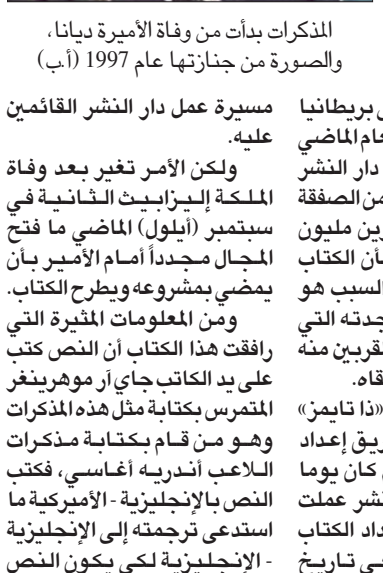 المذكرات بدأت من وفاة الأميرة ديانا،
والصورة من جنازتها عام 1997 (أ.ب)
بريطانيا
عام الماضي
دار النشر
من الصفقة
رين مليون
بأن الكتاب
السبب هو
جدته التي
قربين منه
قاه.
«ذا تايمز»
ريق إعداد
كان يوما
نشر عملت
داد الكتاب
ي تاريخ
مسيرة عمل دار النشر القائمين
عليه.
ولكن الأمر تغير بعد وفاة
الملكة إليزابيث الثانية في
سبتمبر (أيلول) الماضي ما فتح
المجال مجدداً أمام الأمير بأن
يمضي بمشروعه ويطرح الكتاب.
ومن المعلومات المثيرة التي
رافقت هذا الكتاب أن النص كتب
على يد الكاتب جاي آر موهرينغر
المتمرس بكتابة مثل هذه المذكرات
وهو من قام بكتابة مذكرات
اللاعب أندريه أغاسي، فكتب
النص بالإنجليزية - الأميركية ما
استدعى ترجمته إلى الإنجليزية
- الإنجليزية لكي يكون النص